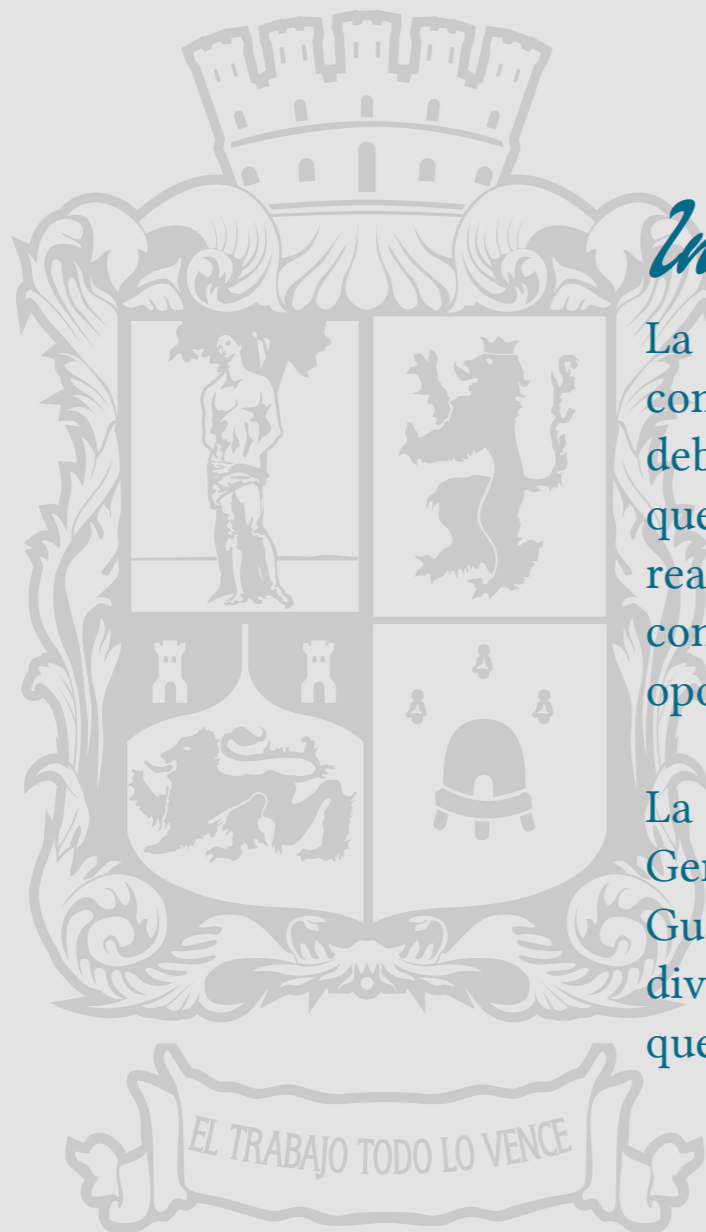 In
La
con
deb
que
rea
con
opo
La
Ger
Gu
div
que
EL TRABAJO TODO LO VENCE